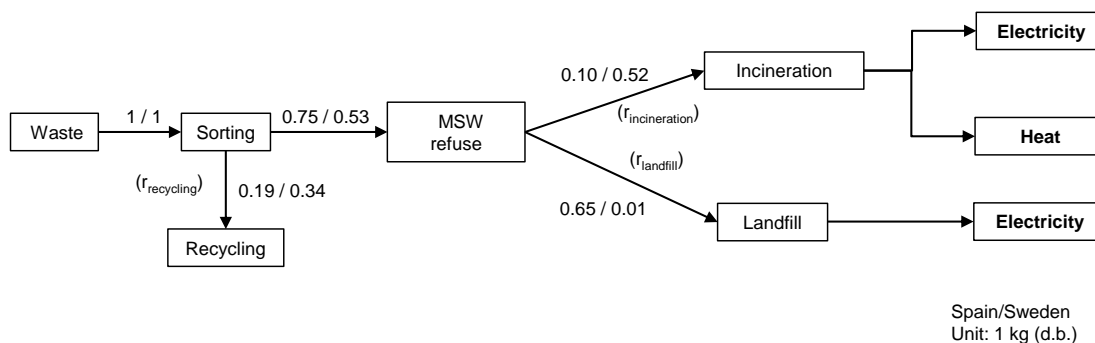 Electricity
0.10 / 0.52
Incineration
1 / 1
0.75 / 0.53
(r_incineration)
Waste
Sorting
MSW
refuse
Heat
(r_landfill)
(r_recycling)
0.19 / 0.34
0.65 / 0.01
Landfill
Electricity
Recycling
Spain/Sweden
Unit: 1 kg (d.b.)